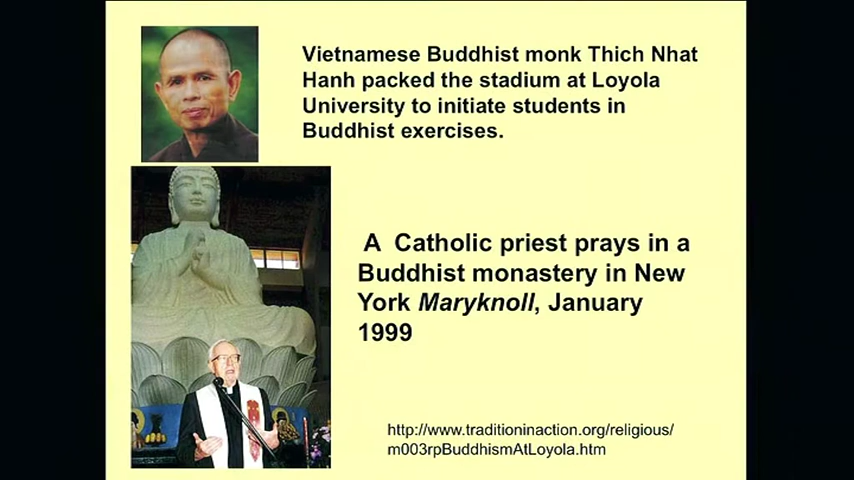 Vietnamese Buddhist monk Thich Nhat
Hanh packed the stadium at Loyola
University to initiate students in
Buddhist exercises.
A Catholic priest prays in a
Buddhist monastery in New
York Maryknoll, January
1999
http://www.traditioninaction.org/religious/
m003rpBuddhismAtLoyola.htm